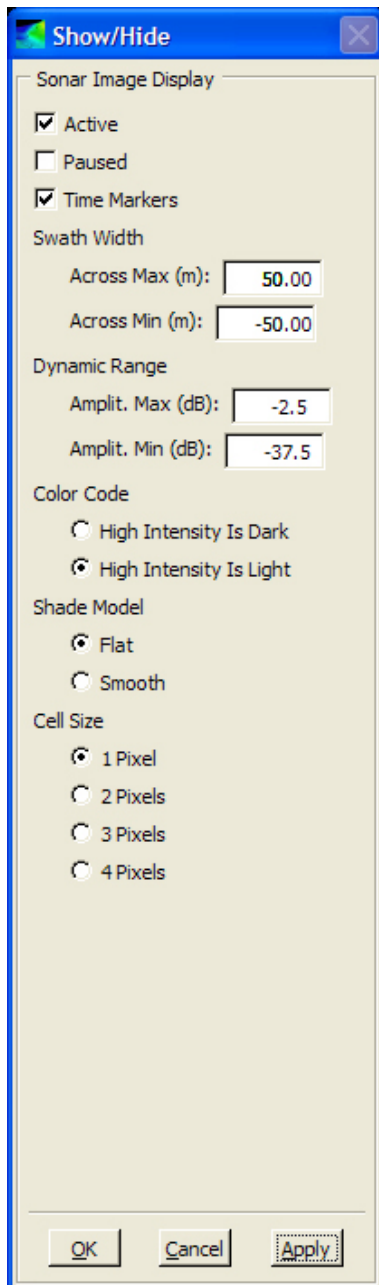 Show/Hide
Sonar Image Display
Active
Paused
Time Markers
Swath Width
Across Max (m): 50.00
Across Min (m): -50.00
Dynamic Range
Amplit. Max (dB): -2.5
Amplit. Min (dB): -37.5
Color Code
High Intensity Is Dark
High Intensity Is Light
Shade Model
Flat
Smooth
Cell Size
1 Pixel
2 Pixels
3 Pixels
4 Pixels
OK Cancel Apply